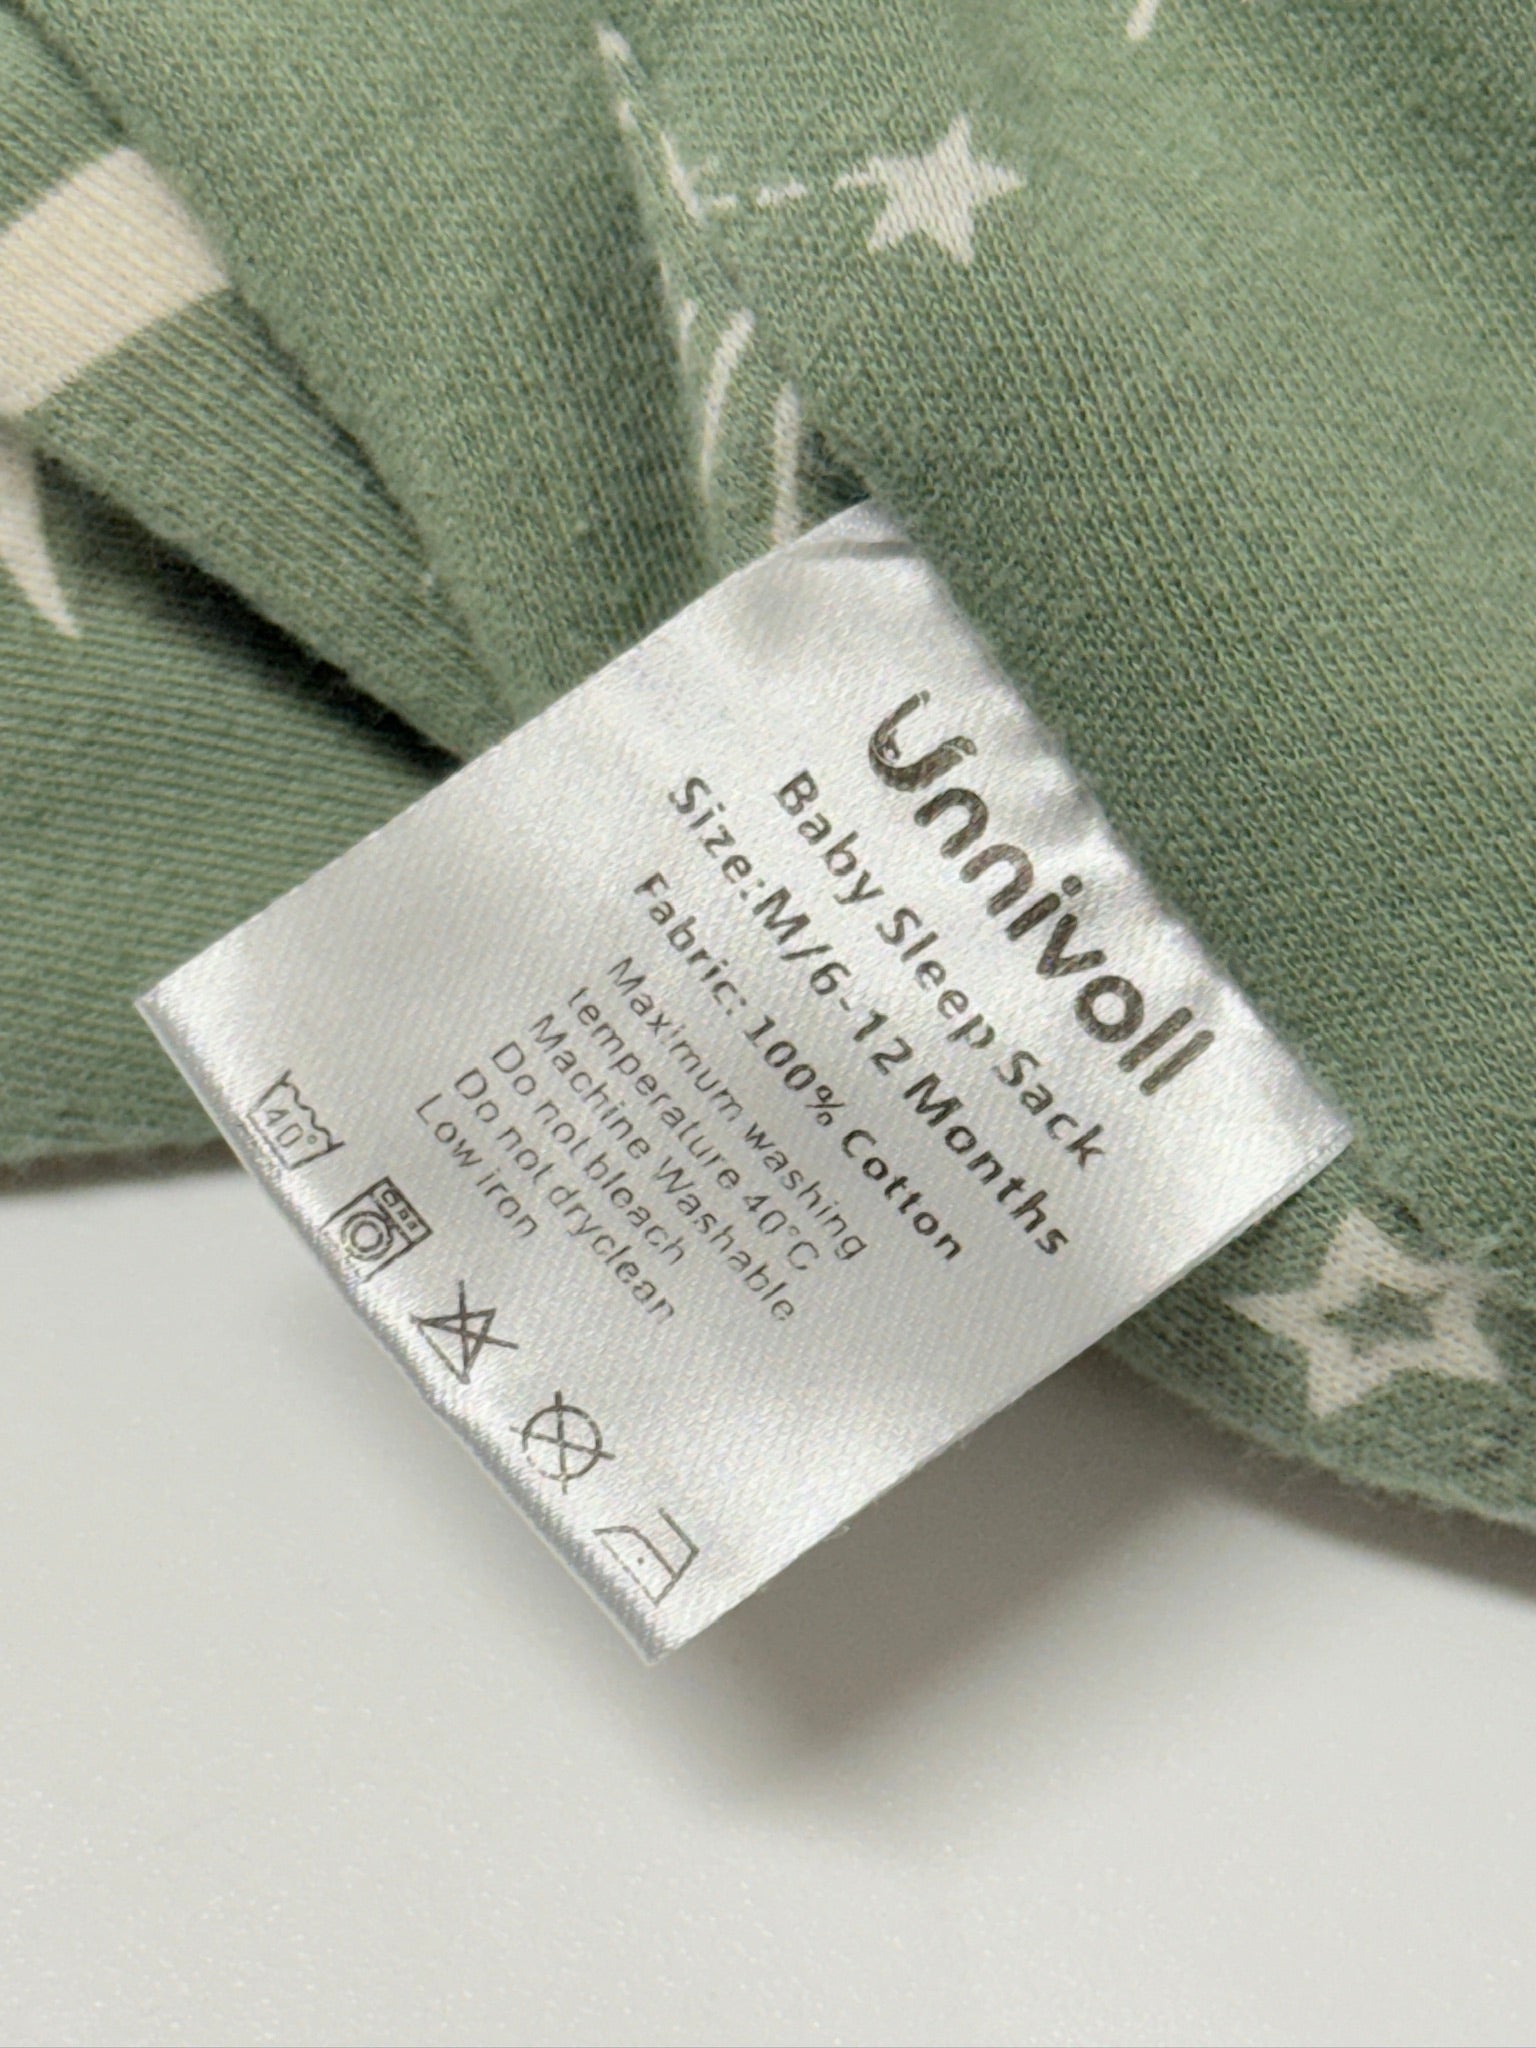 Unnivoll
Baby Sleep Sack
Size:M/6-12 Months
Fabric: 100% Cotton
Maximum washing
temperature 40°C
Machine Washable
Do not bleach
Do not dryclean
Low iron
40°